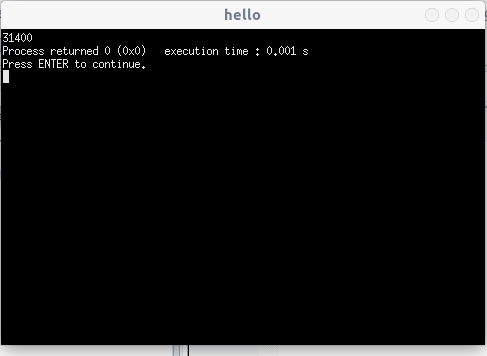 hello
31400
Process returned 0 (0x0)   execution time : 0.001 s
Press ENTER to continue.